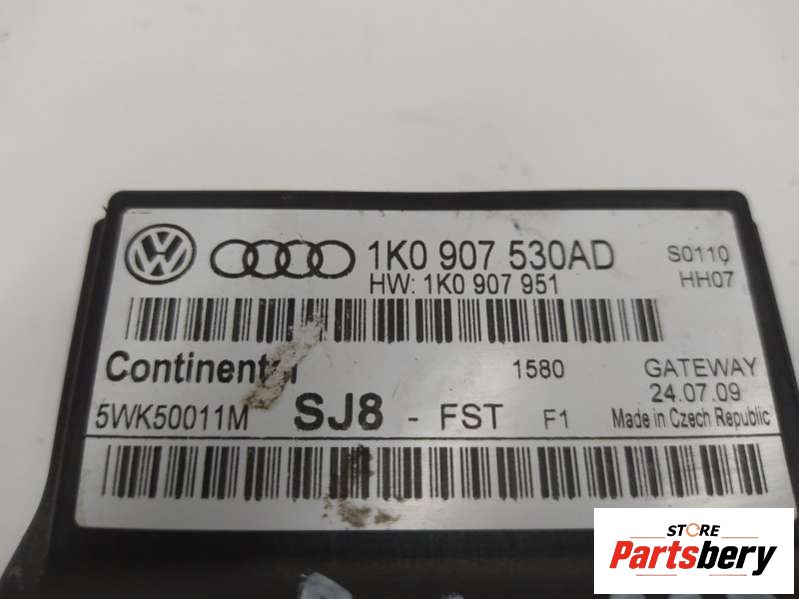 1K0 907 530AD S0110
HW: 1K0 907 951 HH07
Continental 1580 GATEWAY
24.07.09
5WK50011M SJ8 - FST F1 Made in Czech Republic
STORE
Partsbery